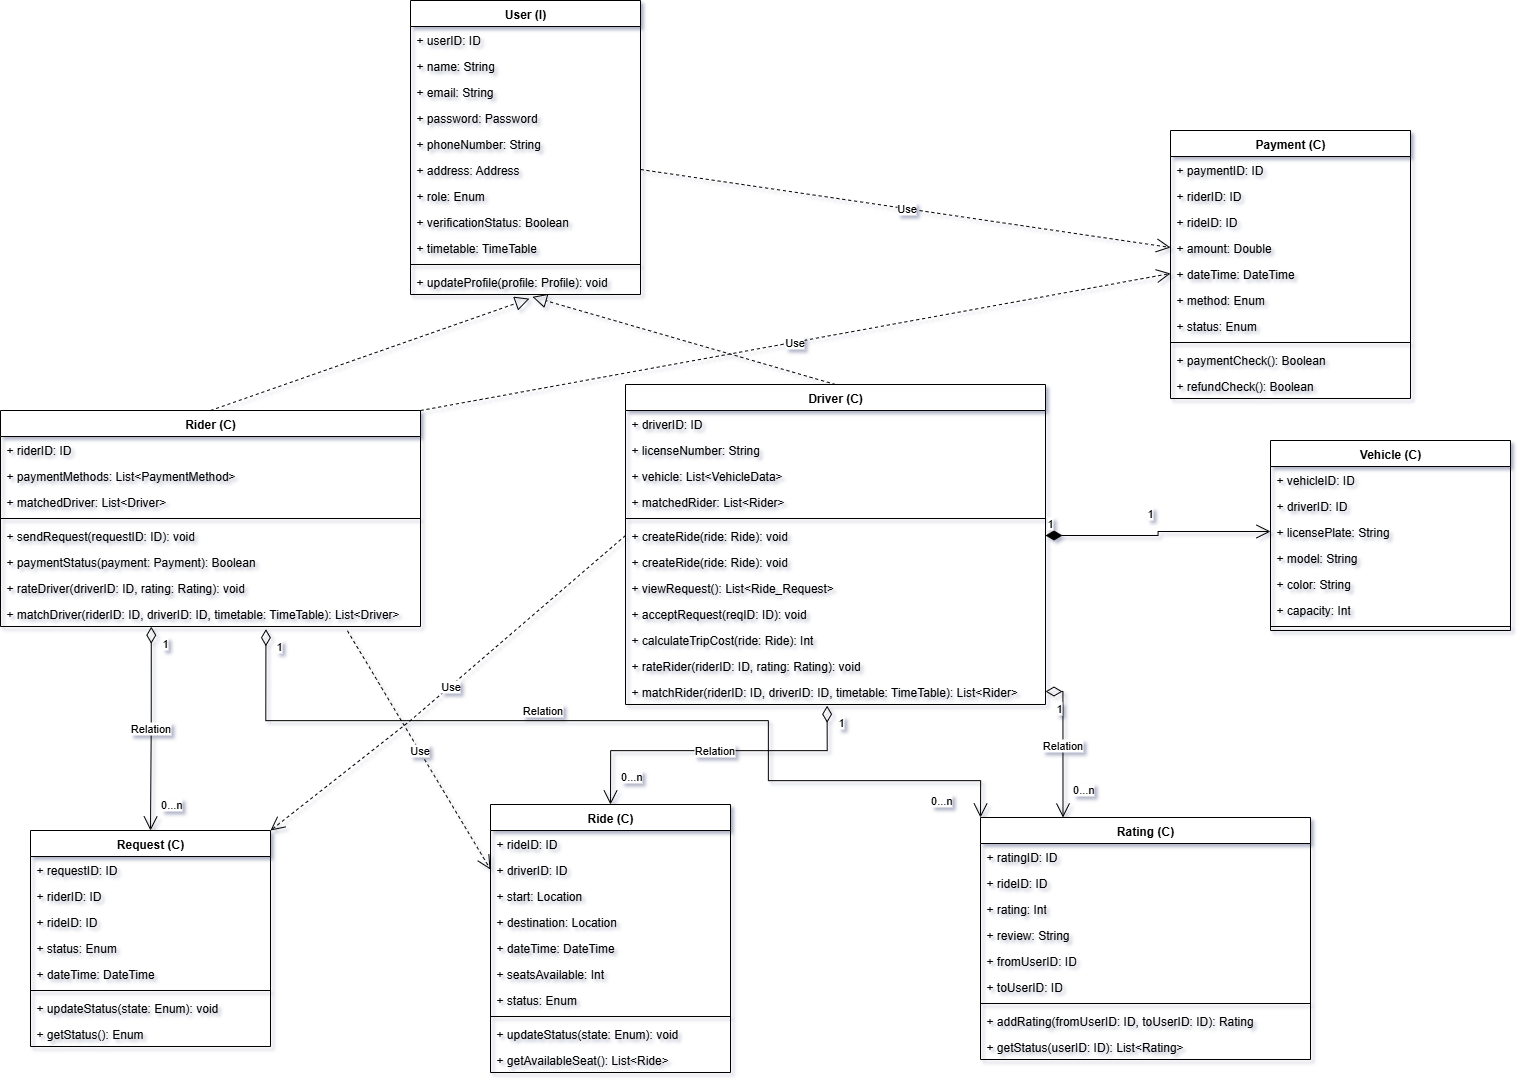 User (I)
+ userID: ID
+ name: String
+ email: String
+ password: Password
+ phoneNumber: String
+ address: Address
+ role: Enum
+ verificationStatus: Boolean
+ timetable: TimeTable
+ updateProfile(profile: Profile): void
Use
Payment (C)
+ paymentID: ID
+ riderID: ID
+ rideID: ID
+ amount: Double
+ dateTime: DateTime
+ method: Enum
+ status: Enum
+ paymentCheck(): Boolean
+ refundCheck(): Boolean
Use
Rider (C)
+ riderID: ID
+ paymentMethods: List<PaymentMethod>
+ matchedDriver: List<Driver>
+ sendRequest(requestID: ID): void
+ paymentStatus(payment: Payment): Boolean
+ rateDriver(driverID: ID, rating: Rating): void
+ matchDriver(riderID: ID, driverID: ID, timetable: TimeTable): List<Driver>
Driver (C)
+ driverID: ID
+ licenseNumber: String
+ vehicle: List<VehicleData>
+ matchedRider: List<Rider>
+ createRide(ride: Ride): void
+ createRide(ride: Ride): void
+ viewRequest(): List<Ride_Request>
+ acceptRequest(reqID: ID): void
+ calculateTripCost(ride: Ride): Int
+ rateRider(riderID: ID, rating: Rating): void
+ matchRider(riderID: ID, driverID: ID, timetable: TimeTable): List<Rider>
1
1
Vehicle (C)
+ vehicleID: ID
+ driverID: ID
+ licensePlate: String
+ model: String
+ color: String
+ capacity: Int
1
1
Use
Relation
1
1
Relation
Use
Relation
Relation
0...n
0...n
0...n
0...n
Request (C)
+ requestID: ID
+ riderID: ID
+ rideID: ID
+ status: Enum
+ dateTime: DateTime
+ updateStatus(state: Enum): void
+ getStatus(): Enum
Ride (C)
+ rideID: ID
+ driverID: ID
+ start: Location
+ destination: Location
+ dateTime: DateTime
+ seatsAvailable: Int
+ status: Enum
+ updateStatus(state: Enum): void
+ getAvailableSeat(): List<Ride>
Rating (C)
+ ratingID: ID
+ rideID: ID
+ rating: Int
+ review: String
+ fromUserID: ID
+ toUserID: ID
+ addRating(fromUserID: ID, toUserID: ID): Rating
+ getStatus(userID: ID): List<Rating>